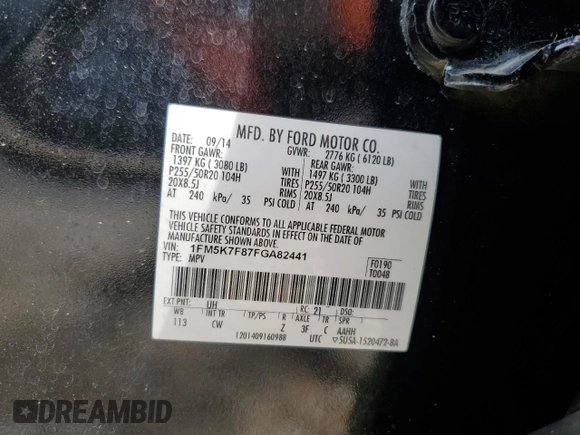 MFD. BY FORD MOTOR CO.
DATE: 09/14 GVWR: 2776 KG ( 6120 LB)
FRONT GAWR: REAR GAWR:
1397 KG ( 3080 LB) WITH 1497 KG ( 3300 LB) WITH
P255/50R20 104H TIRES P255/50R20 104H TIRES
20X8.5J RIMS 20X8.5J RIMS
AT 240 kPa/ 35 PSI COLD AT 240 kPa/ 35 PSI COLD
THIS VEHICLE CONFORMS TO ALL APPLICABLE FEDERAL MOTOR
VEHICLE SAFETY STANDARDS IN EFFECT ON THE DATE OF
MANUFACTURE SHOWN ABOVE.
VIN: 1FM5K7F87FGA82441 F0190
TYPE: MPV T0048
EXT PNT: UH RC: 21 DSO:
WB INT TR TP/PS R AXLE TR SPR
113 CW Z 3F C AAHH
1201409160988 UTC ▽5USA-1520472-BA
DREAMBID